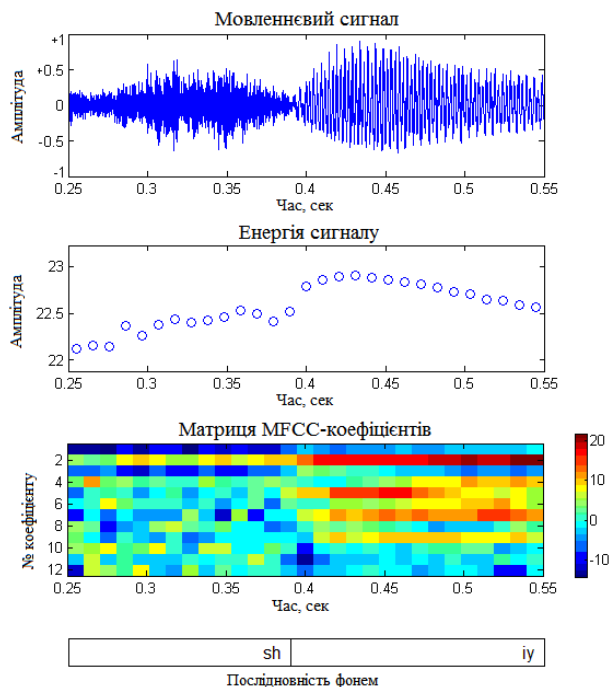 Мовленнєвий сигнал
+1
+0.5
0
-0.5
-1
Амплітуда
0.25 0.3 0.35 0.4 0.45 0.5 0.55
Час, сек
Енергія сигналу
23
22.5
22
Амплітуда
0.25 0.3 0.35 0.4 0.45 0.5 0.55
Час, сек
Матриця MFCC-коефіцієнтів
2
4
6
8
10
12
№ коефіцієнту
20
10
0
-10
0.25 0.3 0.35 0.4 0.45 0.5 0.55
Час, сек
sh iy
Послідновність фонем